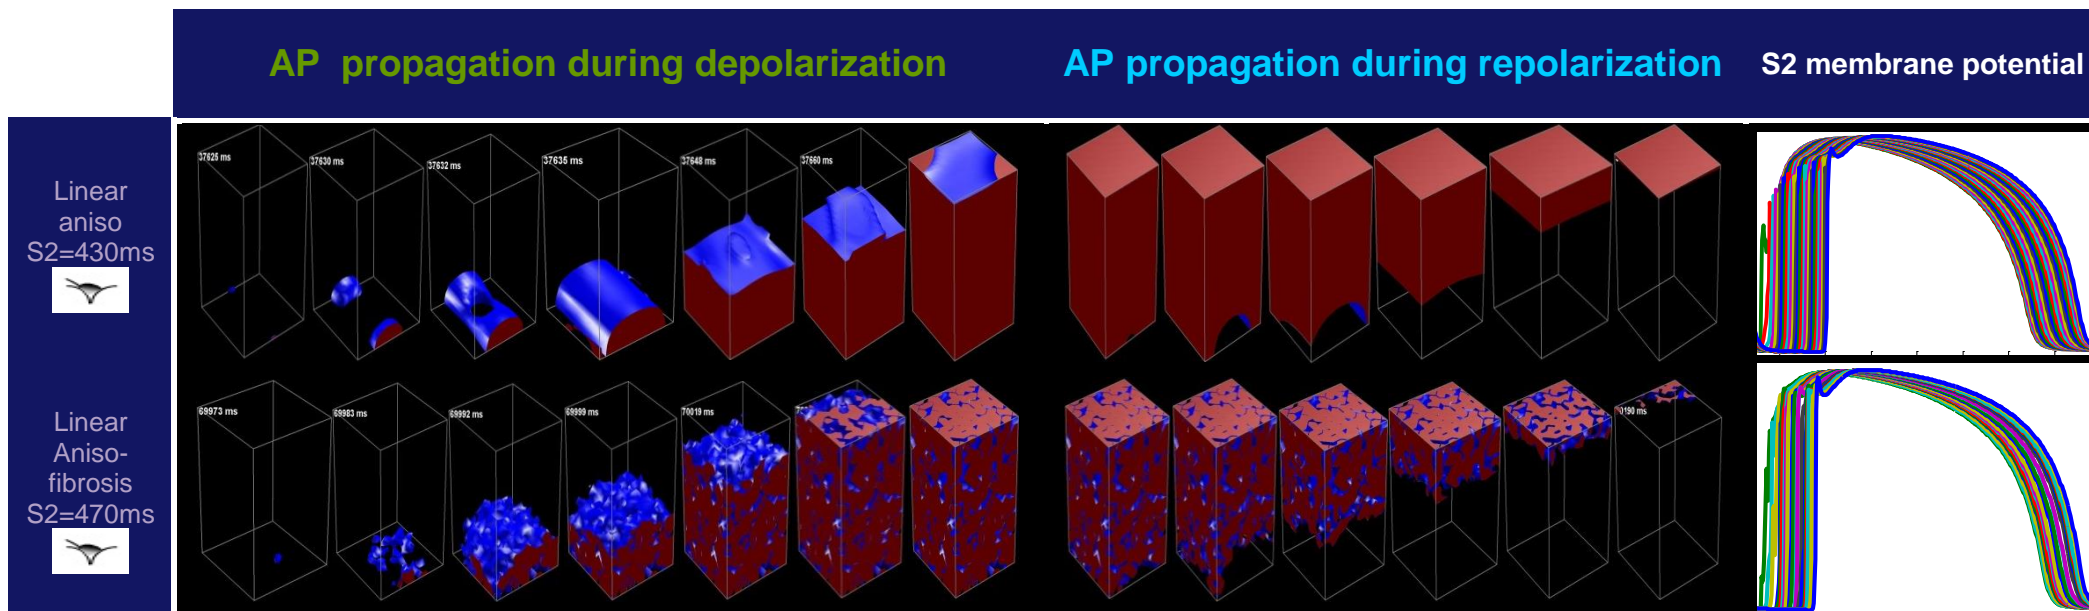 AP propagation during depolarization
AP propagation during repolarization
S2 membrane potential
Linear
aniso
S2=430ms
37625 ms
37630 ms
37632 ms
37635 ms
37648 ms
37660 ms
Linear
Aniso-
fibrosis
S2=470ms
69973 ms
69983 ms
69992 ms
69999 ms
70019 ms
0190 ms